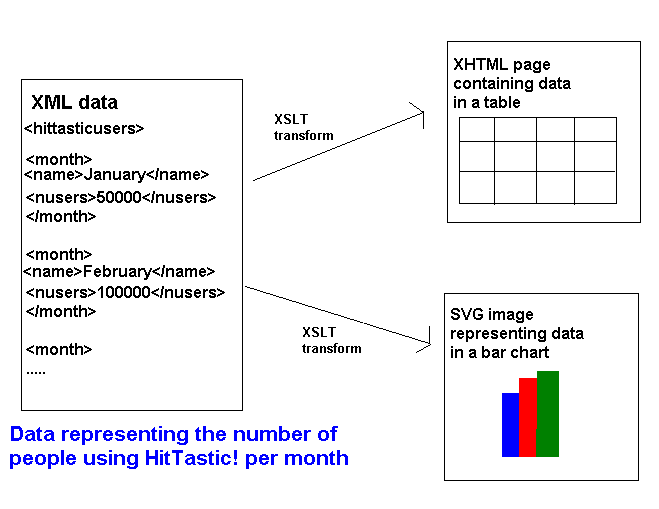 XML data
<hittasticusers>
<month>
<name>January</name>
<nusers>50000</nusers>
</month>
<month>
<name>February</name>
<nusers>100000</nusers>
</month>
<month>
.....
Data representing the number of
people using HitTastic! per month
XSLT
transform
XSLT
transform
XHTML page
containing data
in a table
SVG image
representing data
in a bar chart